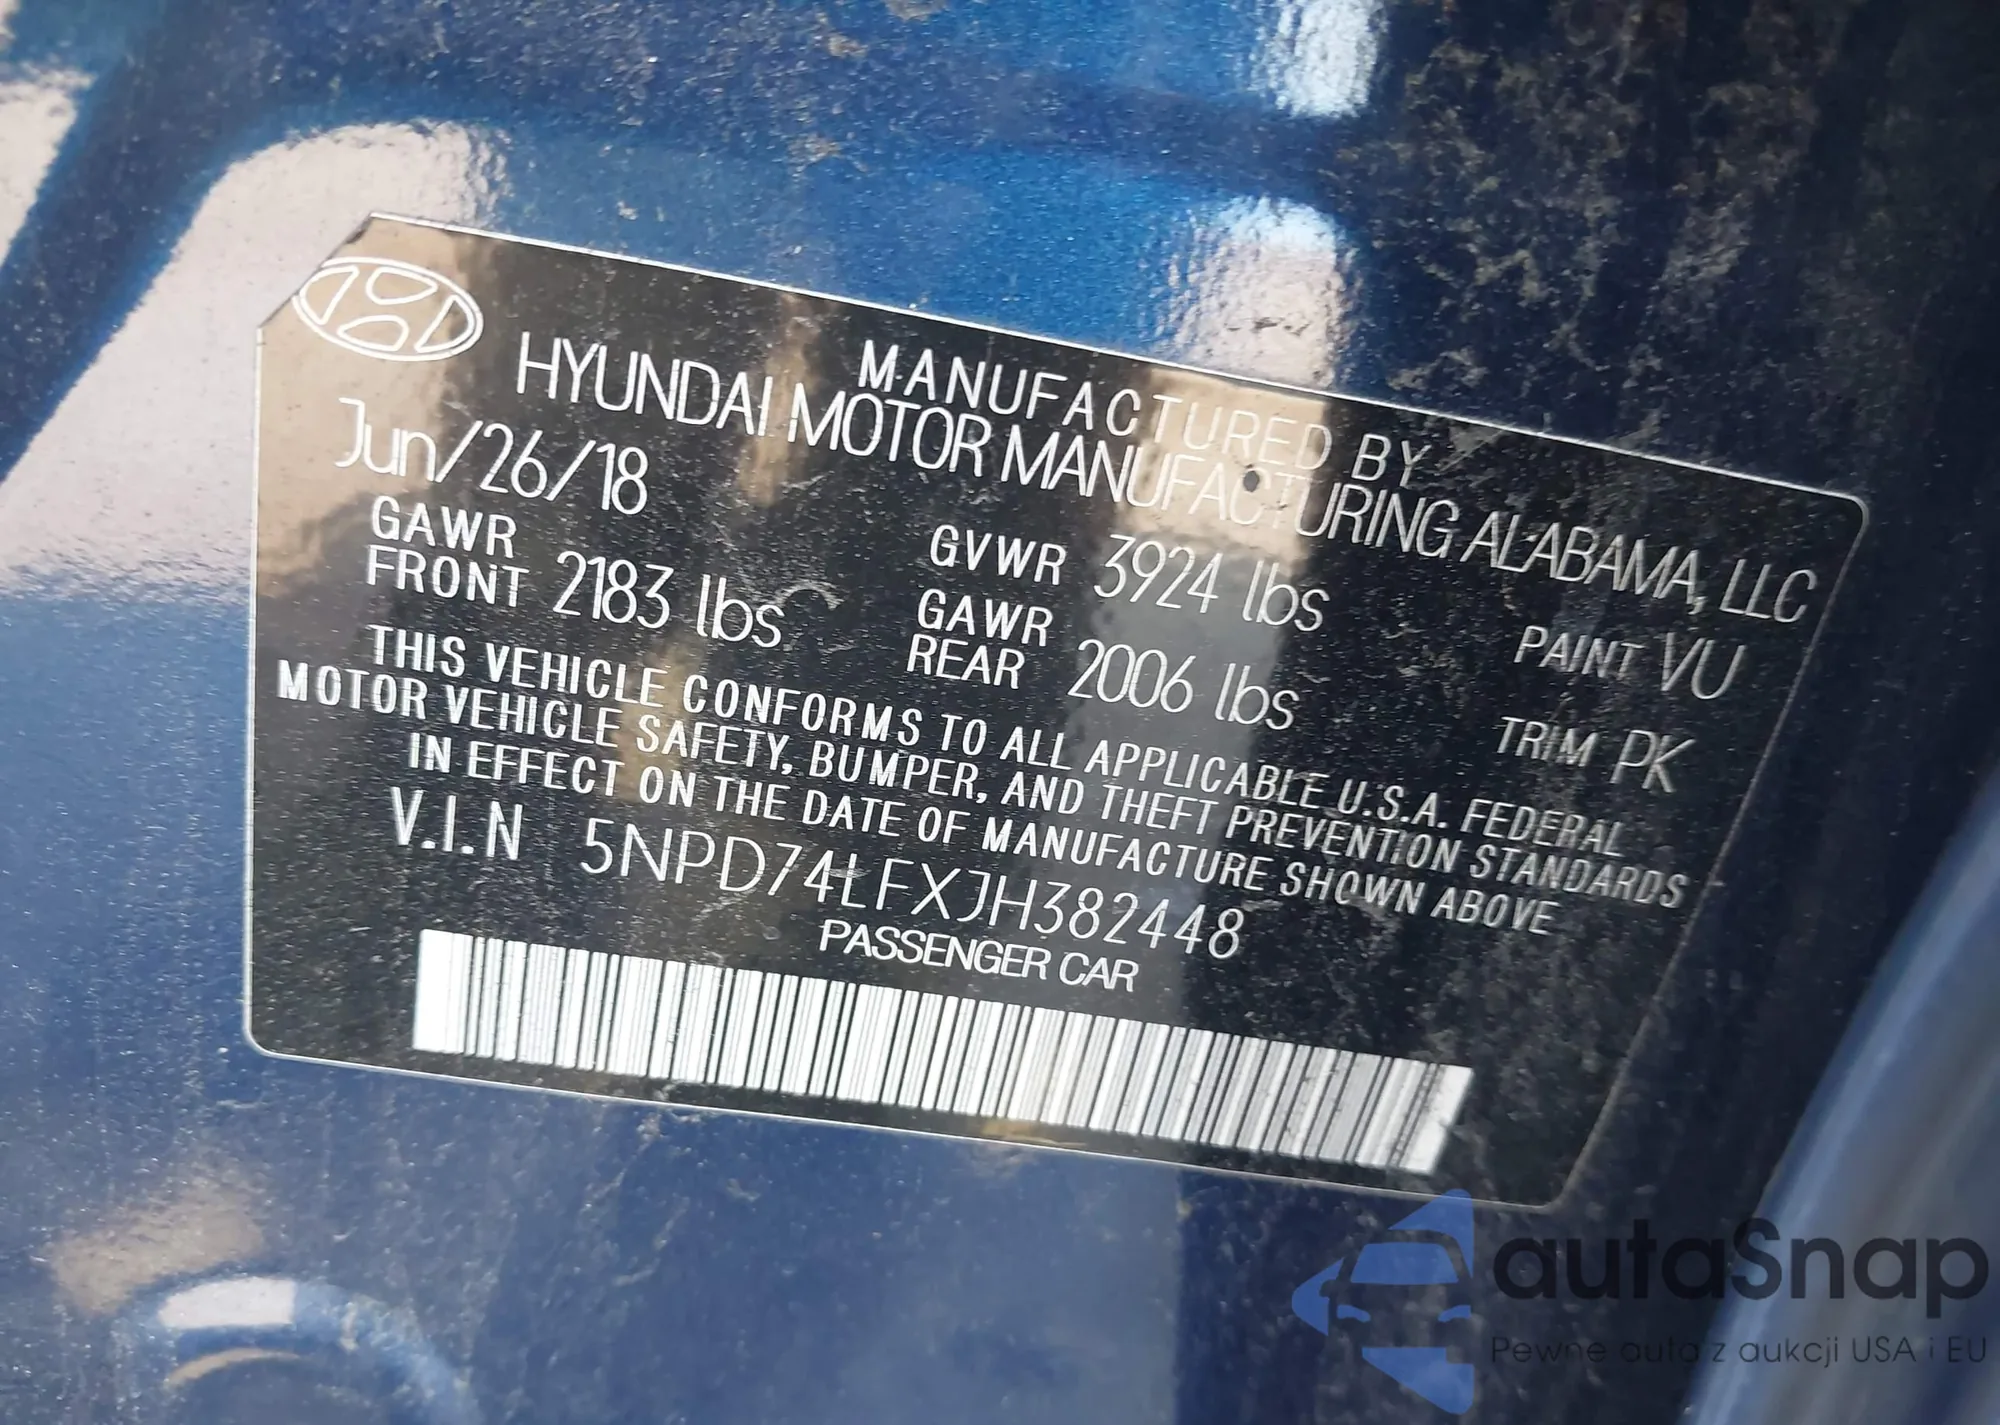 MANUFACTURED BY
HYUNDAI MOTOR MANUFACTURING ALABAMA, LLC
Jun/26/18 GVWR 3924 lbs PAINT VU
GAWR FRONT 2183 lbs GAWR REAR 2006 lbs TRIM PK
THIS VEHICLE CONFORMS TO ALL APPLICABLE U.S.A. FEDERAL
MOTOR VEHICLE SAFETY, BUMPER, AND THEFT PREVENTION STANDARDS
IN EFFECT ON THE DATE OF MANUFACTURE SHOWN ABOVE
V.I.N 5NPD74LFXJH382448
PASSENGER CAR
autaSnap
Pewne auta z aukcji USA i EU